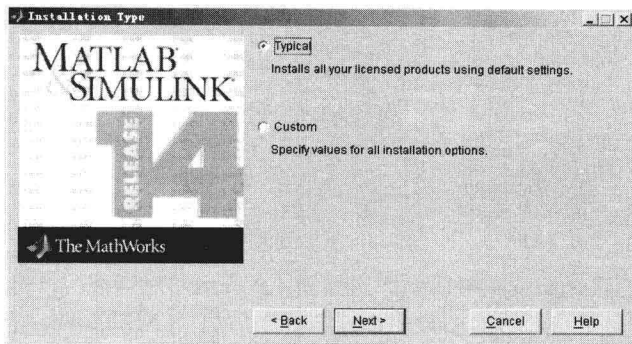 Installation Type
MATLAB
& SIMULINK
RELEASE 14
The MathWorks
Typical
Installs all your licensed products using default settings.
Custom
Specify values for all installation options.
< Back
Next >
Cancel
Help